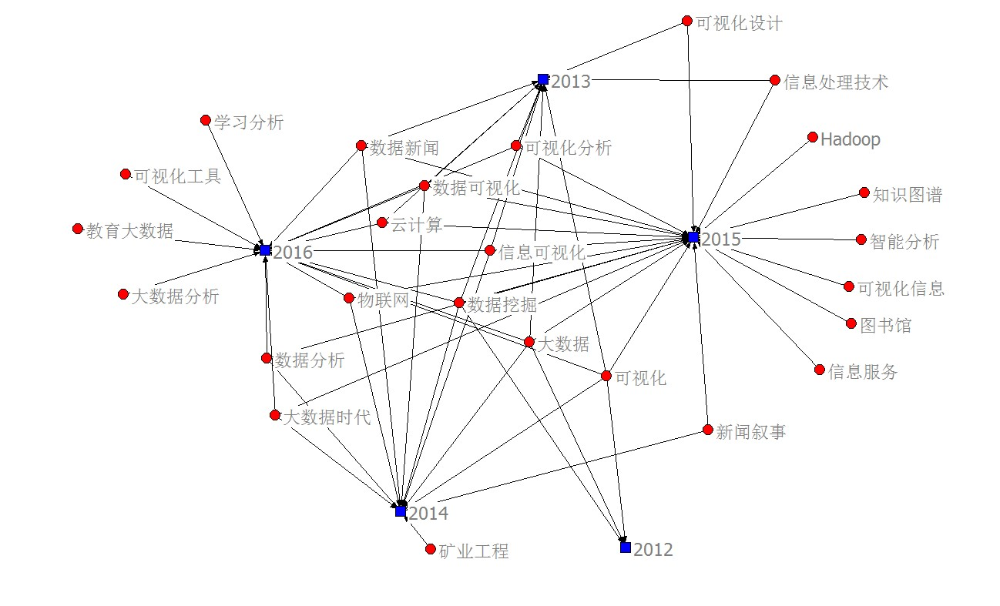 可视化设计
2013
信息处理技术
学习分析
Hadoop
数据新闻
可视化分析
可视化工具
数据可视化
知识图谱
教育大数据
云计算
2015
智能分析
2016
信息可视化
可视化信息
大数据分析
物联网
数据挖掘
图书馆
大数据
数据分析
信息服务
可视化
大数据时代
新闻叙事
2014
矿业工程
2012